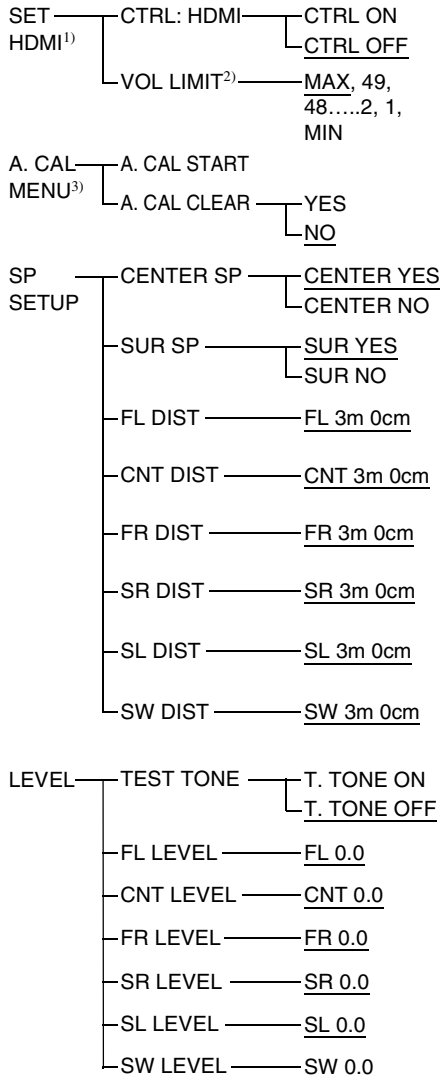 SET HDMI1)
CTRL: HDMI
CTRL ON
CTRL OFF
VOL LIMIT2)
MAX, 49,
48.....2, 1,
MIN
A. CAL MENU3)
A. CAL START
A. CAL CLEAR
YES
NO
SP SETUP
CENTER SP
CENTER YES
CENTER NO
SUR SP
SUR YES
SUR NO
FL DIST
FL 3m 0cm
CNT DIST
CNT 3m 0cm
FR DIST
FR 3m 0cm
SR DIST
SR 3m 0cm
SL DIST
SL 3m 0cm
SW DIST
SW 3m 0cm
LEVEL
TEST TONE
T. TONE ON
T. TONE OFF
FL LEVEL
FL 0.0
CNT LEVEL
CNT 0.0
FR LEVEL
FR 0.0
SR LEVEL
SR 0.0
SL LEVEL
SL 0.0
SW LEVEL
SW 0.0